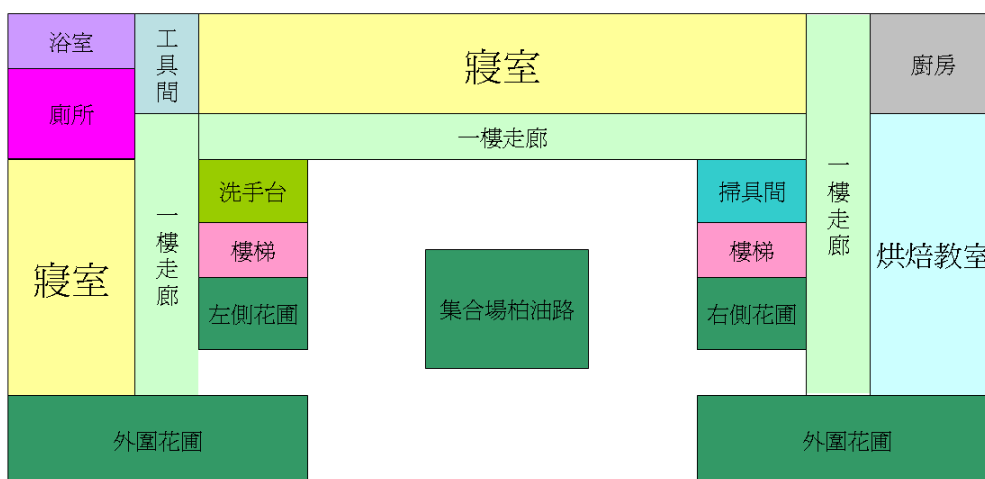 浴室
工具間
寢室
廚房
廁所
一樓走廊
洗手台
掃具間
一樓走廊
一樓走廊
樓梯
樓梯
寢室
烘焙教室
左側花圃
集合場柏油路
右側花圃
外圍花圃
外圍花圃